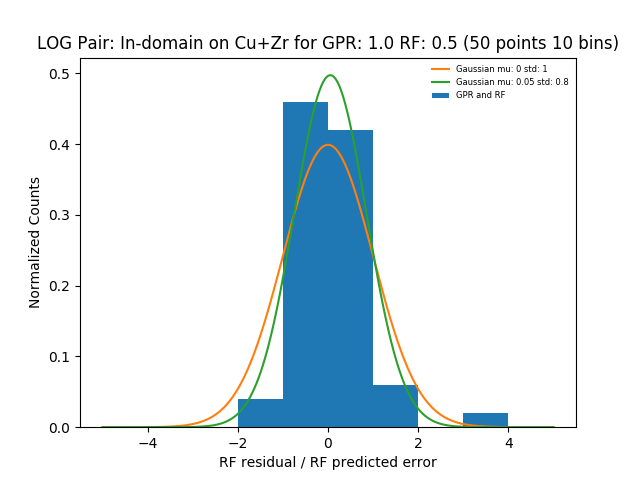 LOG Pair: In-domain on Cu+Zr for GPR: 1.0 RF: 0.5 (50 points 10 bins)
Gaussian mu: 0 std: 1
Gaussian mu: 0.05 std: 0.8
GPR and RF
Normalized Counts
0.5
0.4
0.3
0.2
0.1
0.0
−4 −2 0 2 4
RF residual / RF predicted error